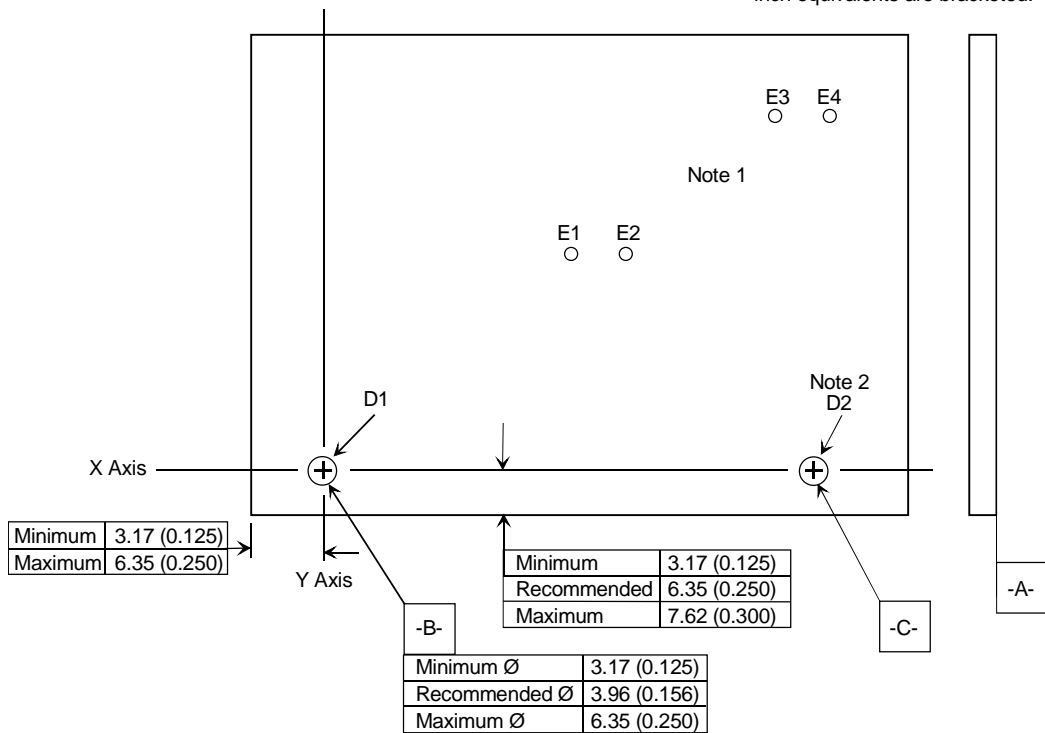 inch equivalents are bracketed.
E3 E4
Note 1
E1 E2
Note 2
D1
D2
X Axis
Minimum 3.17 (0.125)
Maximum 6.35 (0.250)
Y Axis
Minimum 3.17 (0.125)
Recommended 6.35 (0.250)
Maximum 7.62 (0.300)
-A-
-B-
-C-
Minimum Ø 3.17 (0.125)
Recommended Ø 3.96 (0.156)
Maximum Ø 6.35 (0.250)